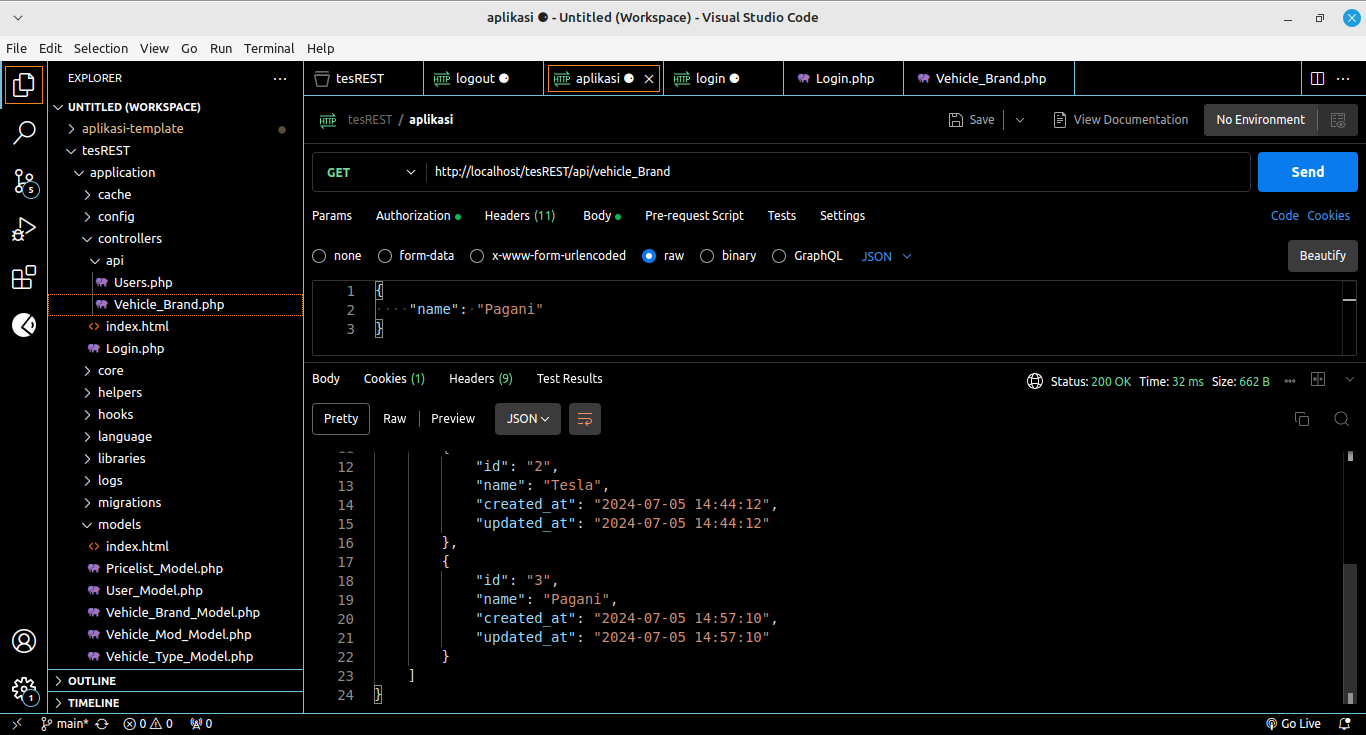 aplikasi ● - Untitled (Workspace) - Visual Studio Code
File Edit Selection View Go Run Terminal Help
EXPLORER
UNTITLED (WORKSPACE)
aplikasi-template
tesREST
application
cache
config
controllers
api
Users.php
Vehicle_Brand.php
index.html
Login.php
core
helpers
hooks
language
libraries
logs
migrations
models
index.html
Pricelist_Model.php
User_Model.php
Vehicle_Brand_Model.php
Vehicle_Mod_Model.php
Vehicle_Type_Model.php
OUTLINE
TIMELINE
5
1
tesREST HTTP logout HTTP aplikasi HTTP login Login.php Vehicle_Brand.php
HTTP tesREST / aplikasi Save View Documentation No Environment
GET http://localhost/tesREST/api/vehicle_Brand Send
Params Authorization Headers (11) Body Pre-request Script Tests Settings Code Cookies
none form-data x-www-form-urlencoded raw binary GraphQL JSON Beautify
1 {
2 ····"name":·"Pagani"
3 }
Body Cookies (1) Headers (9) Test Results Status: 200 OK Time: 32 ms Size: 662 B
Pretty Raw Preview JSON
12 "id": "2",
13 "name": "Tesla",
14 "created_at": "2024-07-05 14:44:12",
15 "updated_at": "2024-07-05 14:44:12"
16 },
17 {
18 "id": "3",
19 "name": "Pagani",
20 "created_at": "2024-07-05 14:57:10",
21 "updated_at": "2024-07-05 14:57:10"
22 }
23 ]
24 }
main* 0 0 0 Go Live